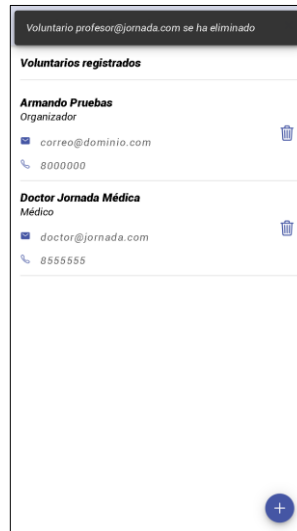 Voluntario profesor@jornada.com se ha eliminado
Voluntarios registrados
Armando Pruebas
Organizador
correo@dominio.com
8000000
Doctor Jornada Médica
Médico
doctor@jornada.com
8555555
+